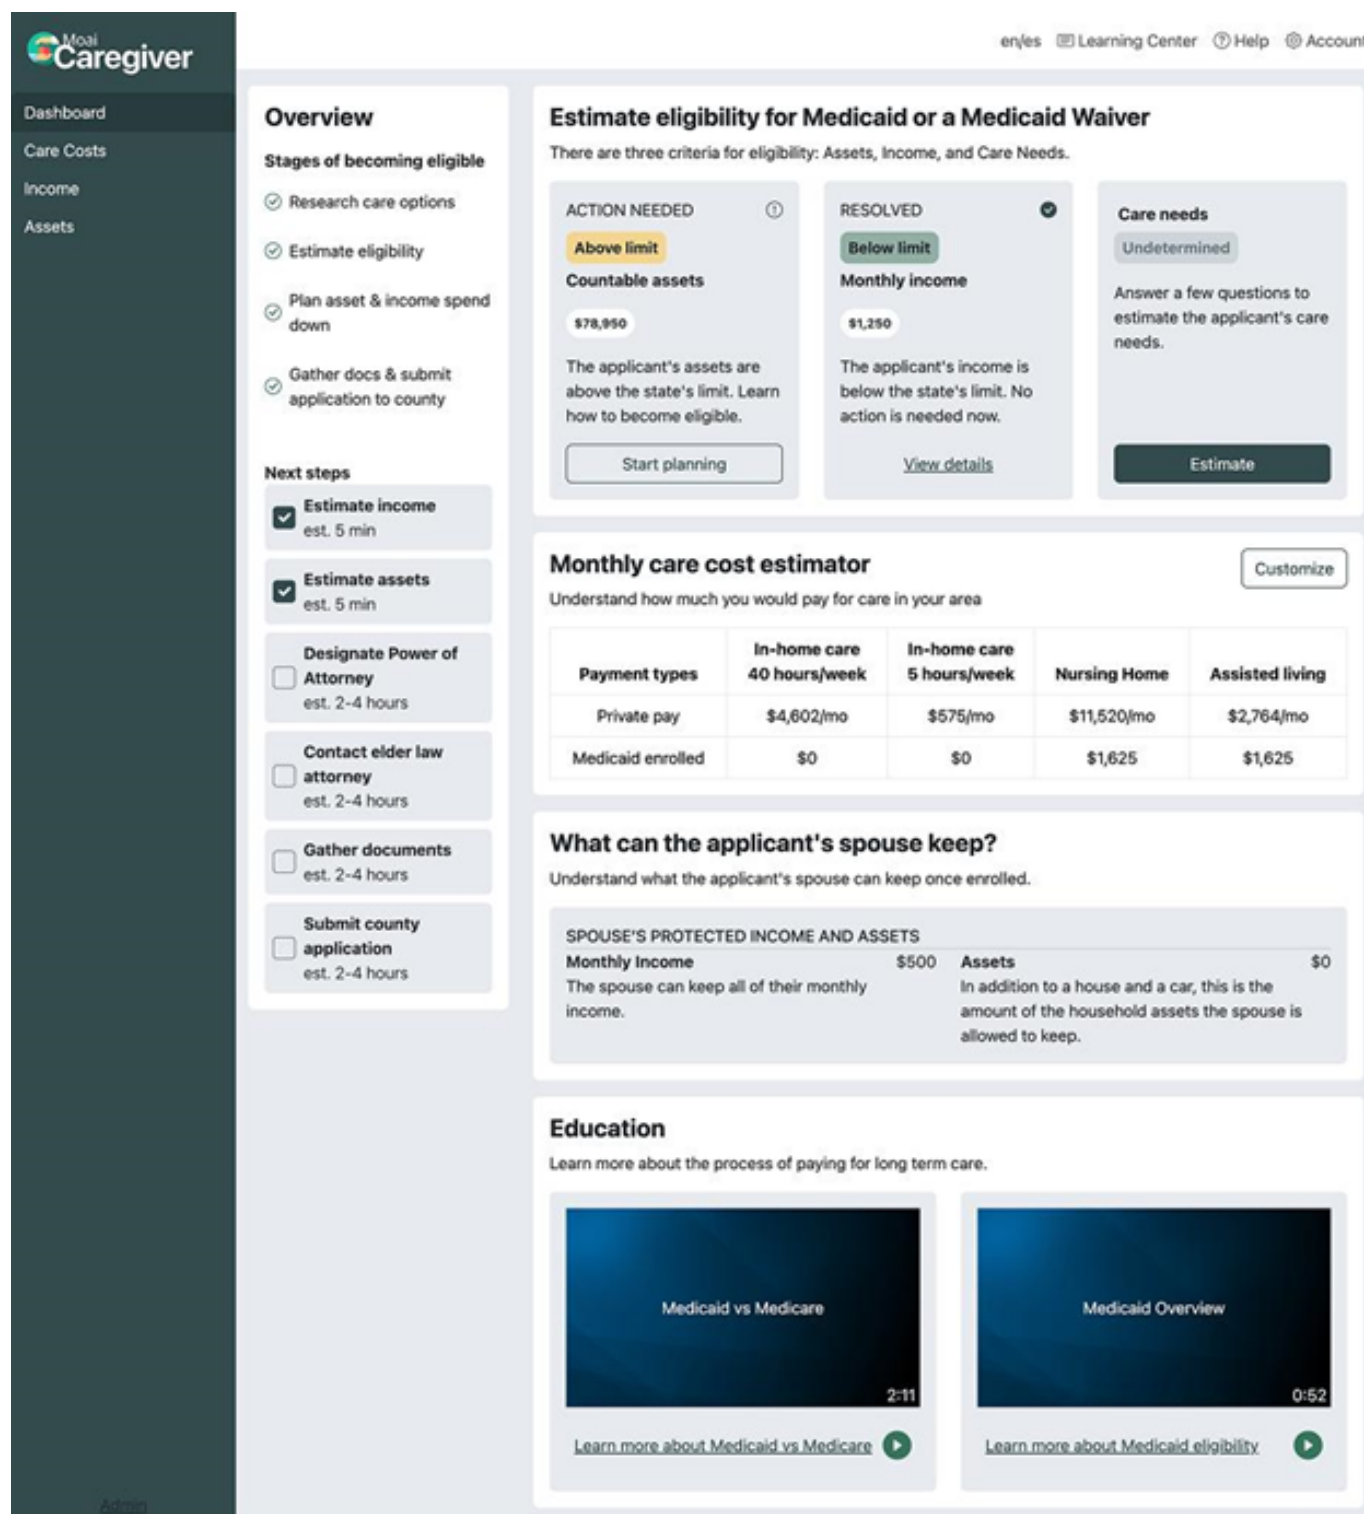 Moai
Caregiver
en/es Learning Center Help Account
Dashboard
Care Costs
Income
Assets
Admin
Overview
Stages of becoming eligible
Research care options
Estimate eligibility
Plan asset & income spend
down
Gather docs & submit
application to county
Next steps
Estimate income
est. 5 min
Estimate assets
est. 5 min
Designate Power of
Attorney
est. 2-4 hours
Contact elder law
attorney
est. 2-4 hours
Gather documents
est. 2-4 hours
Submit county
application
est. 2-4 hours
Estimate eligibility for Medicaid or a Medicaid Waiver
There are three criteria for eligibility: Assets, Income, and Care Needs.
ACTION NEEDED
Above limit
Countable assets
$78,950
The applicant's assets are
above the state's limit. Learn
how to become eligible.
Start planning
RESOLVED
Below limit
Monthly income
$1,250
The applicant's income is
below the state's limit. No
action is needed now.
View details
Care needs
Undetermined
Answer a few questions to
estimate the applicant's care
needs.
Estimate
Monthly care cost estimator
Customize
Understand how much you would pay for care in your area
Payment types In-home care 40 hours/week In-home care 5 hours/week Nursing Home Assisted living
Private pay $4,602/mo $575/mo $11,520/mo $2,764/mo
Medicaid enrolled $0 $0 $1,625 $1,625
What can the applicant's spouse keep?
Understand what the applicant's spouse can keep once enrolled.
SPOUSE'S PROTECTED INCOME AND ASSETS
Monthly Income $500
The spouse can keep all of their monthly
income.
Assets $0
In addition to a house and a car, this is the
amount of the household assets the spouse is
allowed to keep.
Education
Learn more about the process of paying for long term care.
Medicaid vs Medicare
2:11
Learn more about Medicaid vs Medicare
Medicaid Overview
0:52
Learn more about Medicaid eligibility